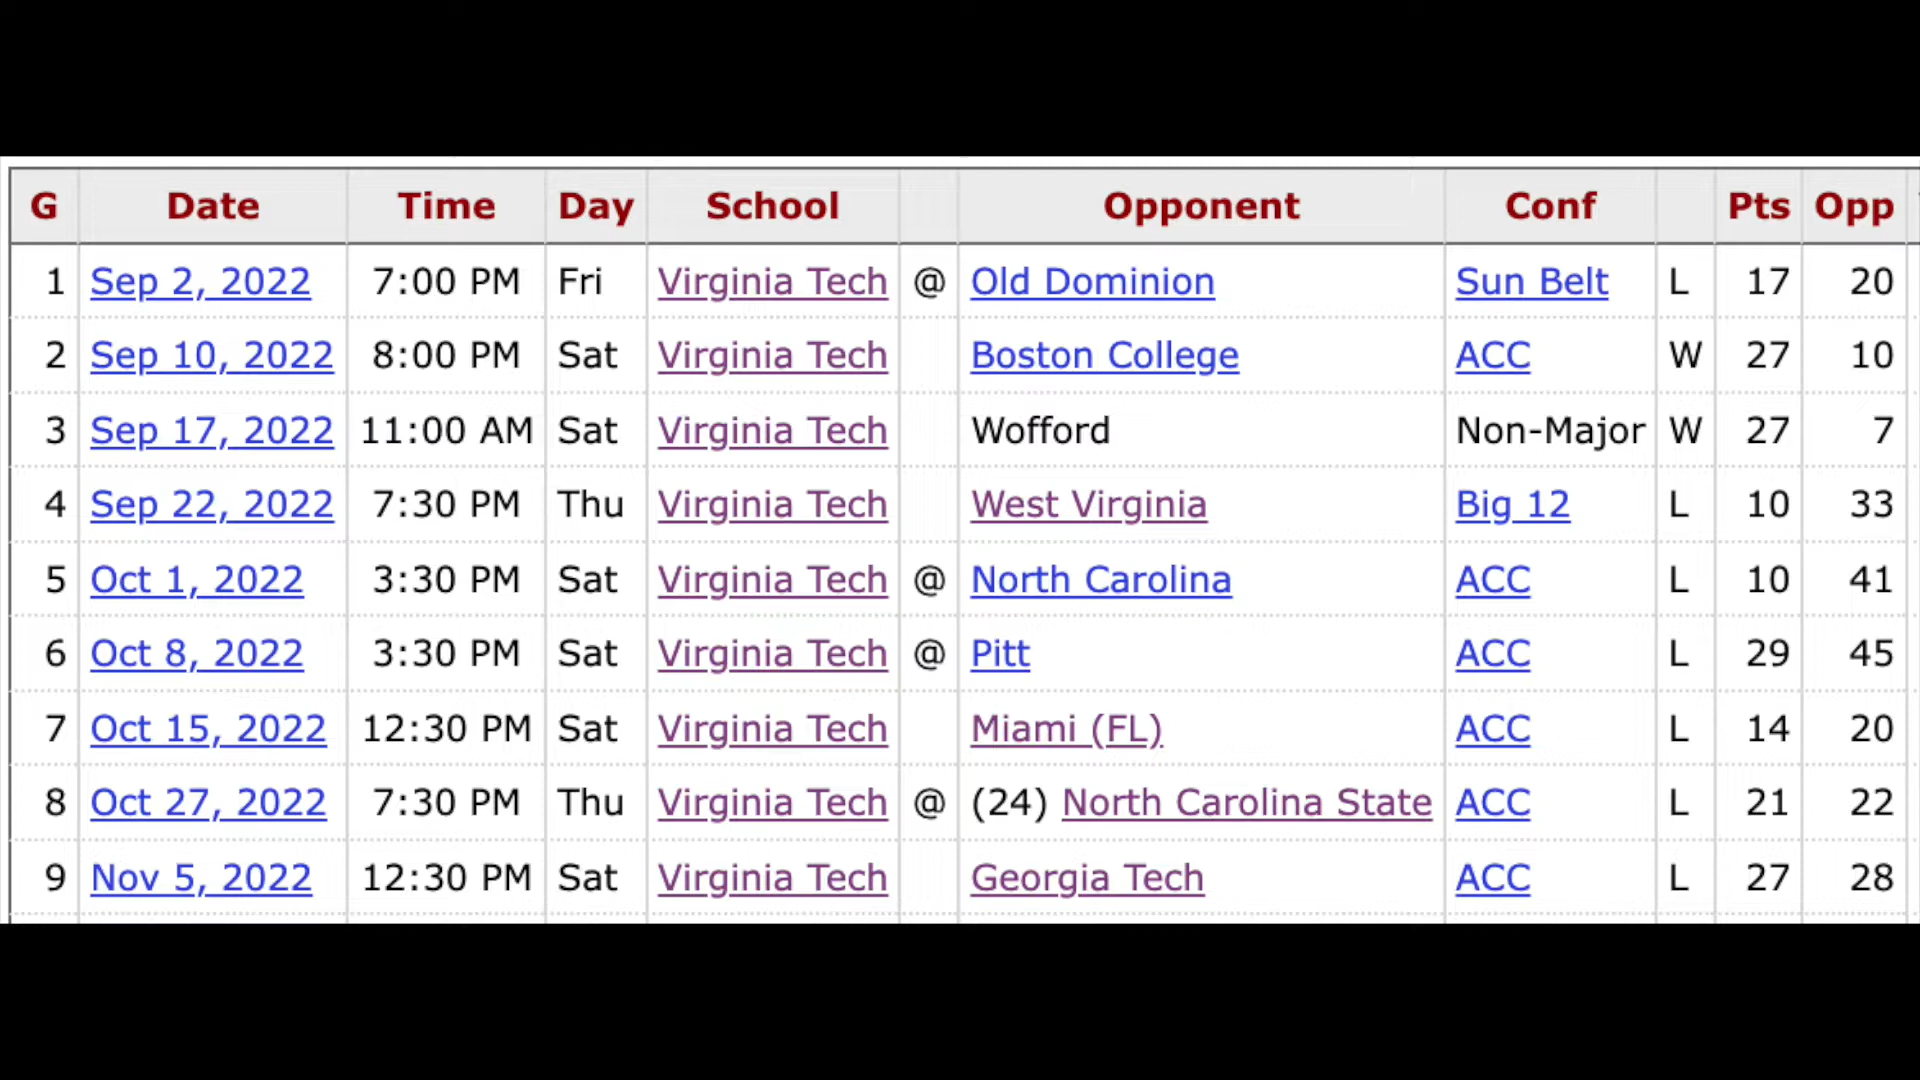 G Date Time Day School Opponent Conf Pts Opp
1 Sep 2, 2022 7:00 PM Fri Virginia Tech @ Old Dominion Sun Belt L 17 20
2 Sep 10, 2022 8:00 PM Sat Virginia Tech Boston College ACC W 27 10
3 Sep 17, 2022 11:00 AM Sat Virginia Tech Wofford Non-Major W 27 7
4 Sep 22, 2022 7:30 PM Thu Virginia Tech West Virginia Big 12 L 10 33
5 Oct 1, 2022 3:30 PM Sat Virginia Tech @ North Carolina ACC L 10 41
6 Oct 8, 2022 3:30 PM Sat Virginia Tech @ Pitt ACC L 29 45
7 Oct 15, 2022 12:30 PM Sat Virginia Tech Miami (FL) ACC L 14 20
8 Oct 27, 2022 7:30 PM Thu Virginia Tech @ (24) North Carolina State ACC L 21 22
9 Nov 5, 2022 12:30 PM Sat Virginia Tech Georgia Tech ACC L 27 28